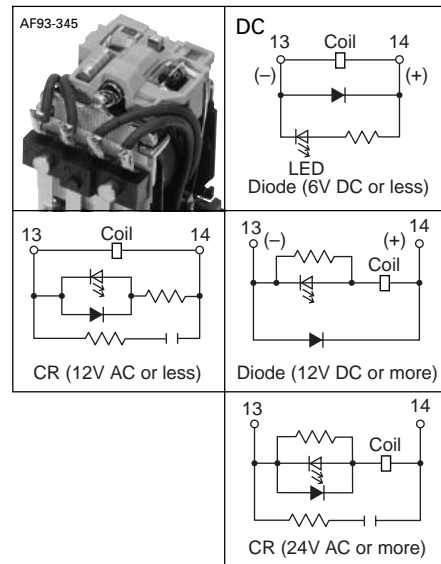 AF93-345
DC
13 Coil 14
(–) (+)
LED
Diode (6V DC or less)
13 Coil 14
CR (12V AC or less)
13 14
(–) (+)
Coil
Diode (12V DC or more)
13 14
Coil
CR (24V AC or more)